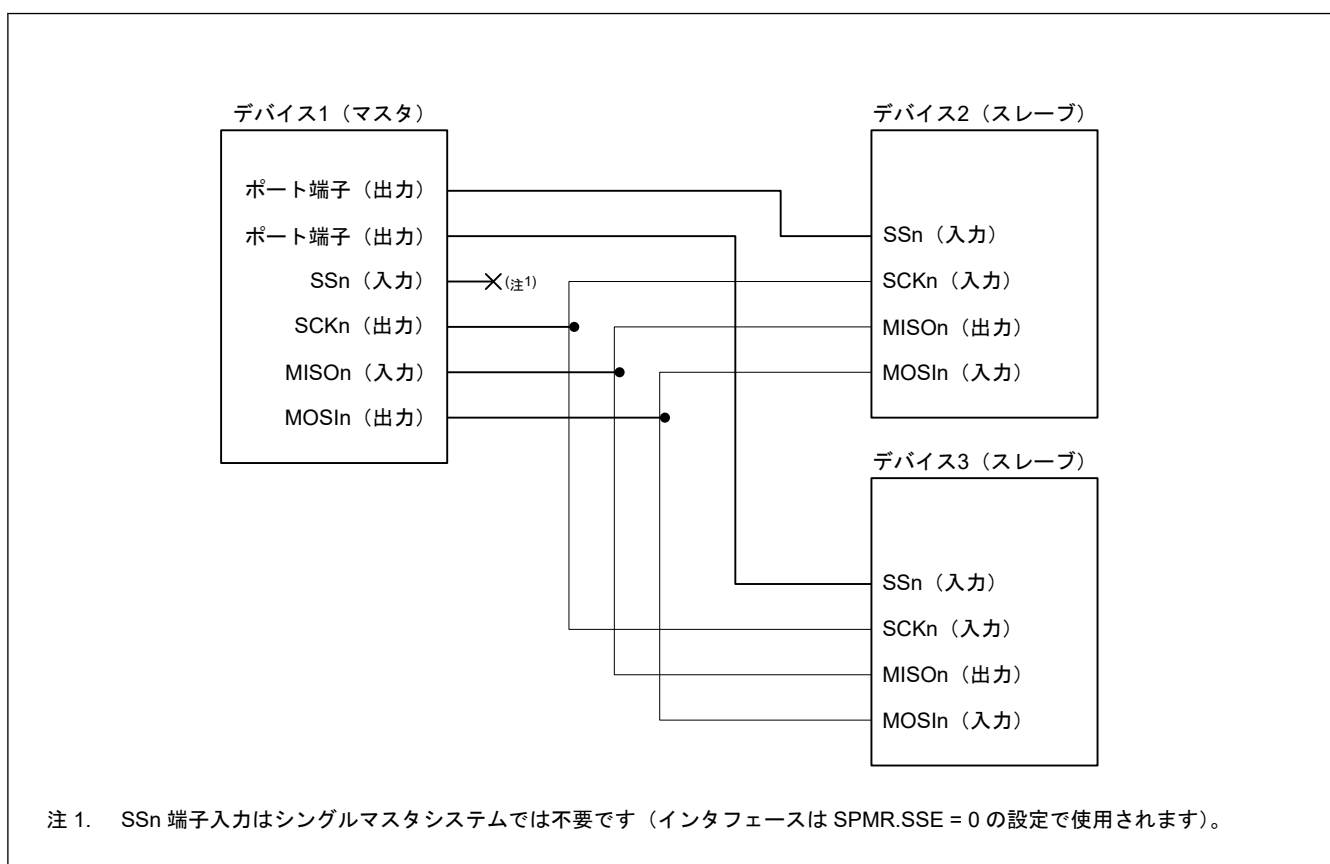 デバイス1（マスタ）
ポート端子（出力）
ポート端子（出力）
SSn（入力）
(注1)
SCKn（出力）
MISOn（入力）
MOSIn（出力）
デバイス2（スレーブ）
SSn（入力）
SCKn（入力）
MISOn（出力）
MOSIn（入力）
デバイス3（スレーブ）
SSn（入力）
SCKn（入力）
MISOn（出力）
MOSIn（入力）
注 1. SSn 端子入力はシングルマスタシステムでは不要です（インタフェースは SPMR.SSE = 0 の設定で使用されます）。